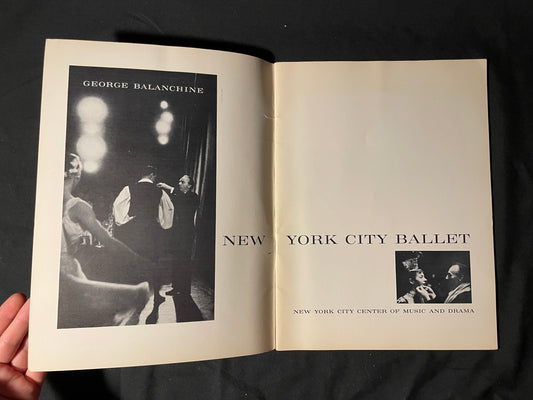 GEORGE BALANCHINE
NEW YORK CITY BALLET
NEW YORK CITY CENTER OF MUSIC AND DRAMA